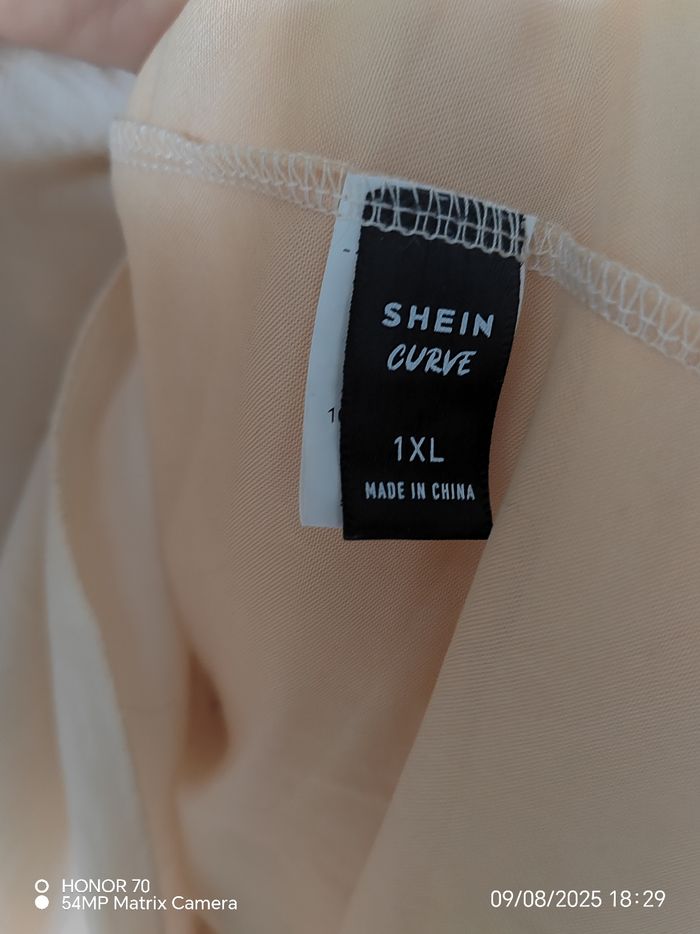 SHEIN
CURVE
1XL
MADE IN CHINA
HONOR 70
54MP Matrix Camera
09/08/2025 18:29